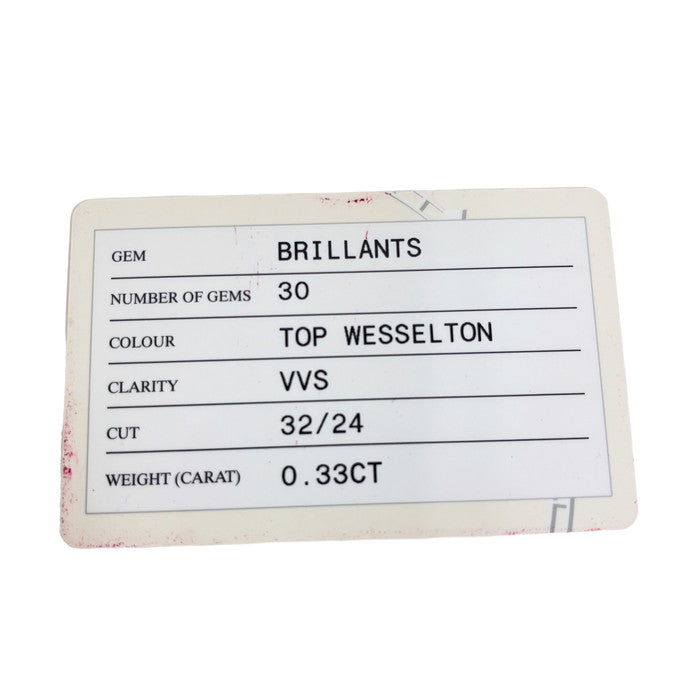 GEM BRILLANTS
NUMBER OF GEMS 30
COLOUR TOP WESSELTON
CLARITY VVS
CUT 32/24
WEIGHT (CARAT) 0.33CT